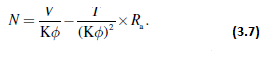 N = V/Kϕ − I/(Kϕ)² × Rₐ. (3.7)